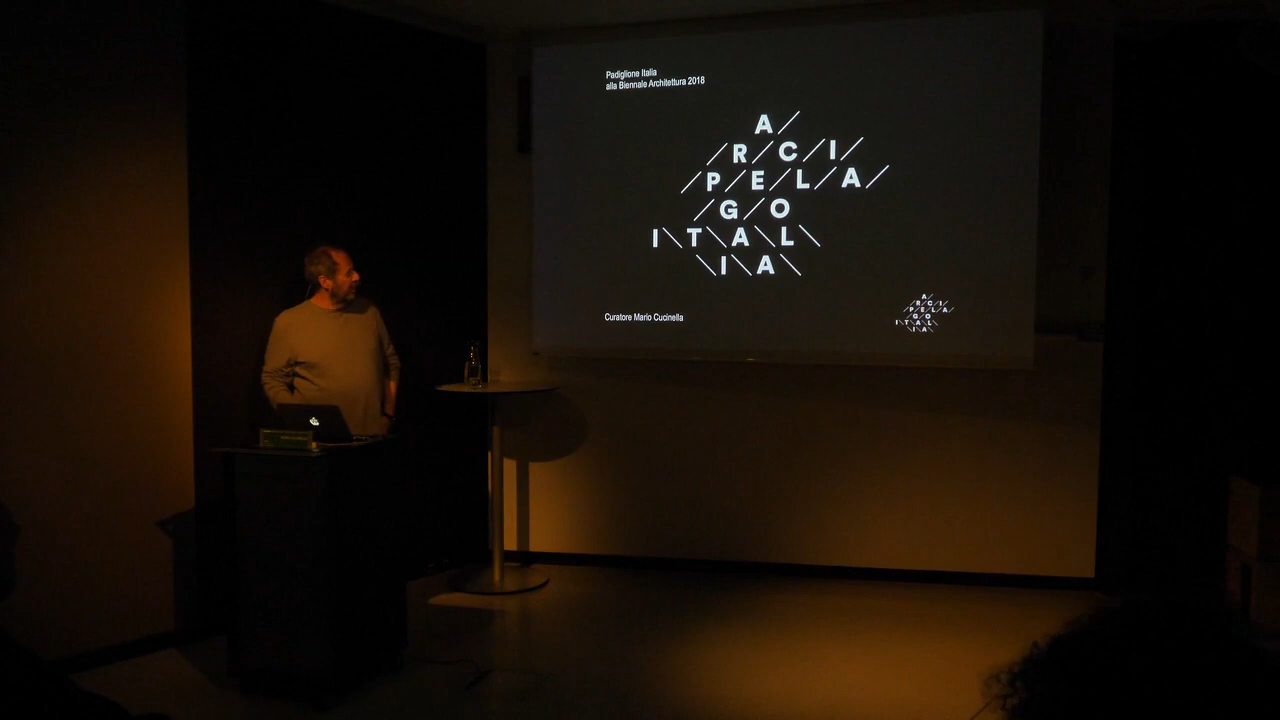 Padiglione Italia
alla Biennale Architettura 2018
A/
/R/C/I/
/P/E/L/A/
/G/O
I\T\A\L\
\I\A\
Curatore Mario Cucinella
A/
/R/C/I/
/P/E/L/A/
/G/O
I\T\A\L\
\I\A\